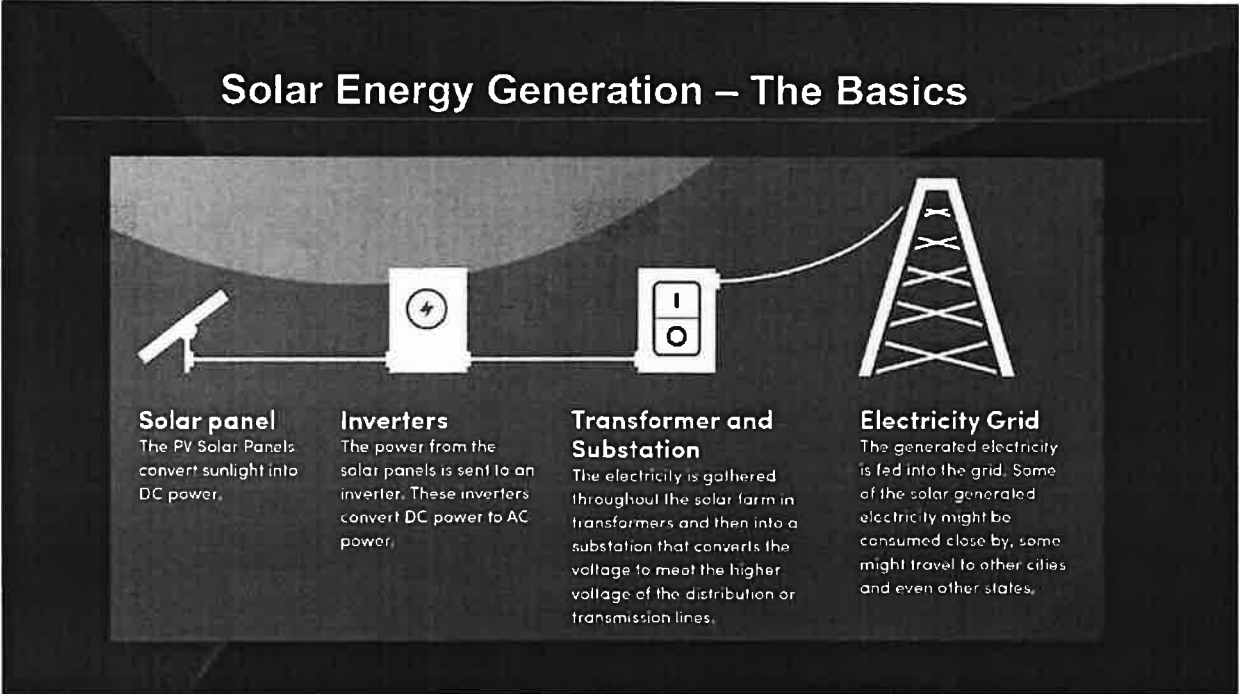 Solar Energy Generation – The Basics
Solar panel
The PV Solar Panels
convert sunlight into
DC power.
Inverters
The power from the
solar panels is sent to an
inverter. These inverters
convert DC power to AC
power.
Transformer and
Substation
The electricity is gathered
throughout the solar farm in
transformers and then into a
substation that converts the
voltage to meet the higher
voltage of the distribution or
transmission lines.
Electricity Grid
The generated electricity
is fed into the grid. Some
of the solar generated
electricity might be
consumed close by, some
might travel to other cities
and even other states.